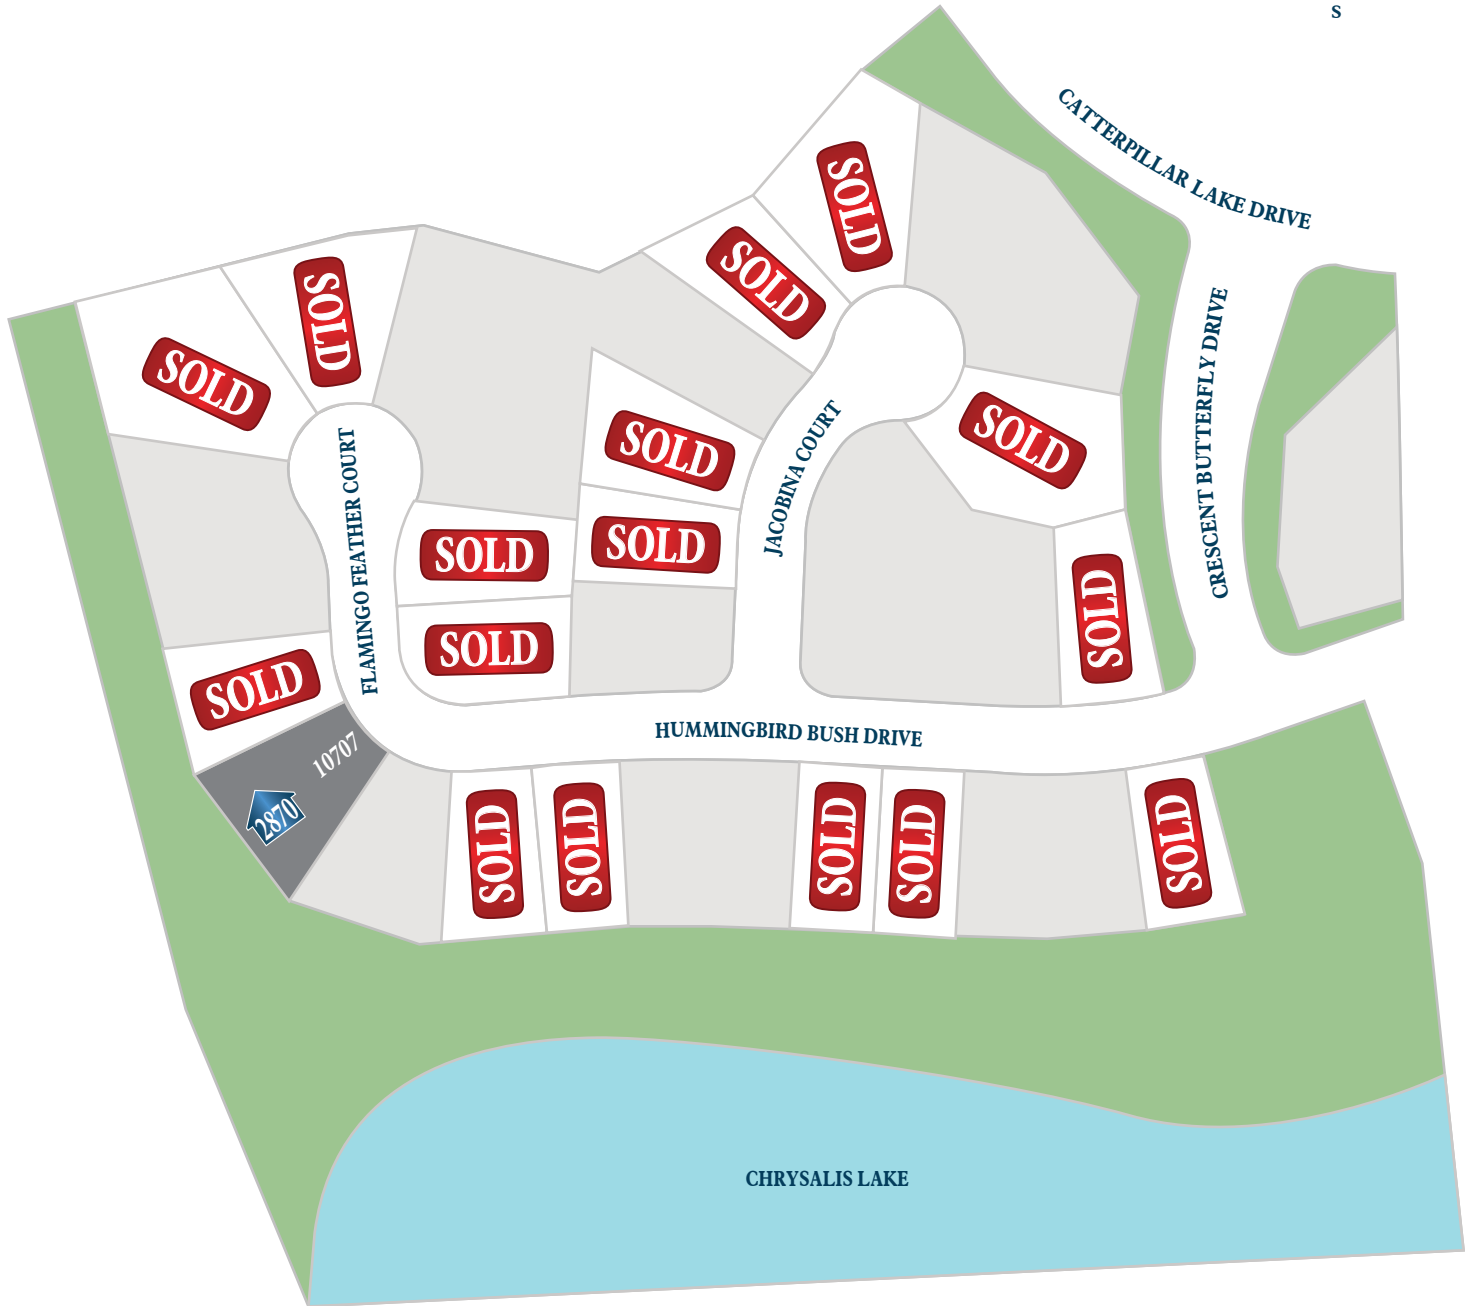 S
CATTERPILLAR LAKE DRIVE
SOLD
SOLD
SOLD
SOLD
CRESCENT BUTTERFLY DRIVE
JACOBINA COURT
SOLD
SOLD
FLAMINGO FEATHER COURT
SOLD
SOLD
SOLD
SOLD
SOLD
HUMMINGBIRD BUSH DRIVE
10707
2870
SOLD
SOLD
SOLD
SOLD
SOLD
SOLD
CHRYSALIS LAKE